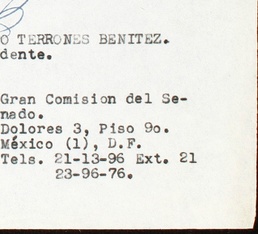 O TERRONES BENITEZ.
dente.
Gran Comision del Se-
nado.
Dolores 3, Piso 9o.
México (1), D.F.
Tels. 21-13-96 Ext. 21
23-96-76.